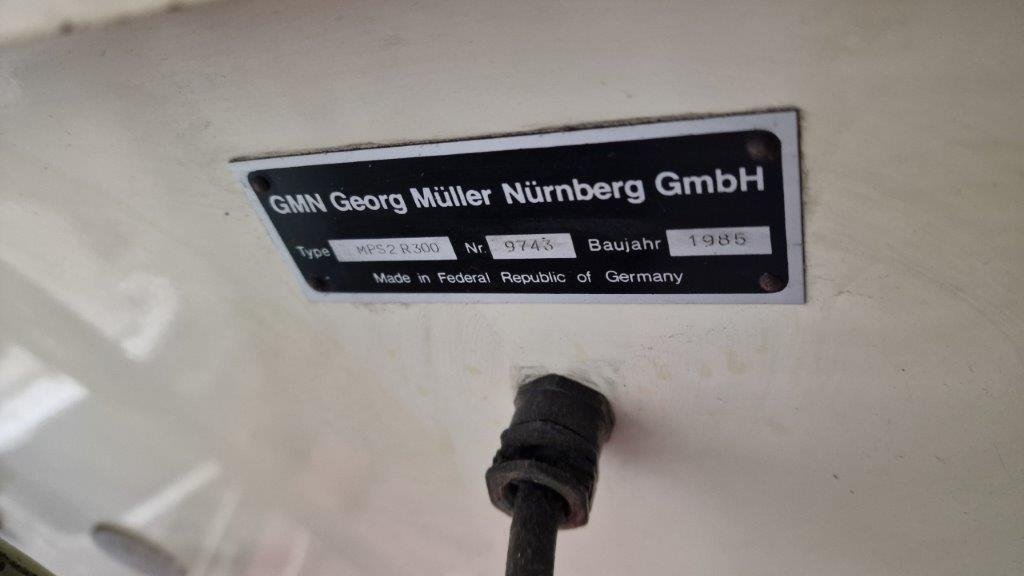 GMN Georg Müller Nürnberg GmbH
Type MPS2 R300 Nr. 9743 Baujahr 1985
Made in Federal Republic of Germany